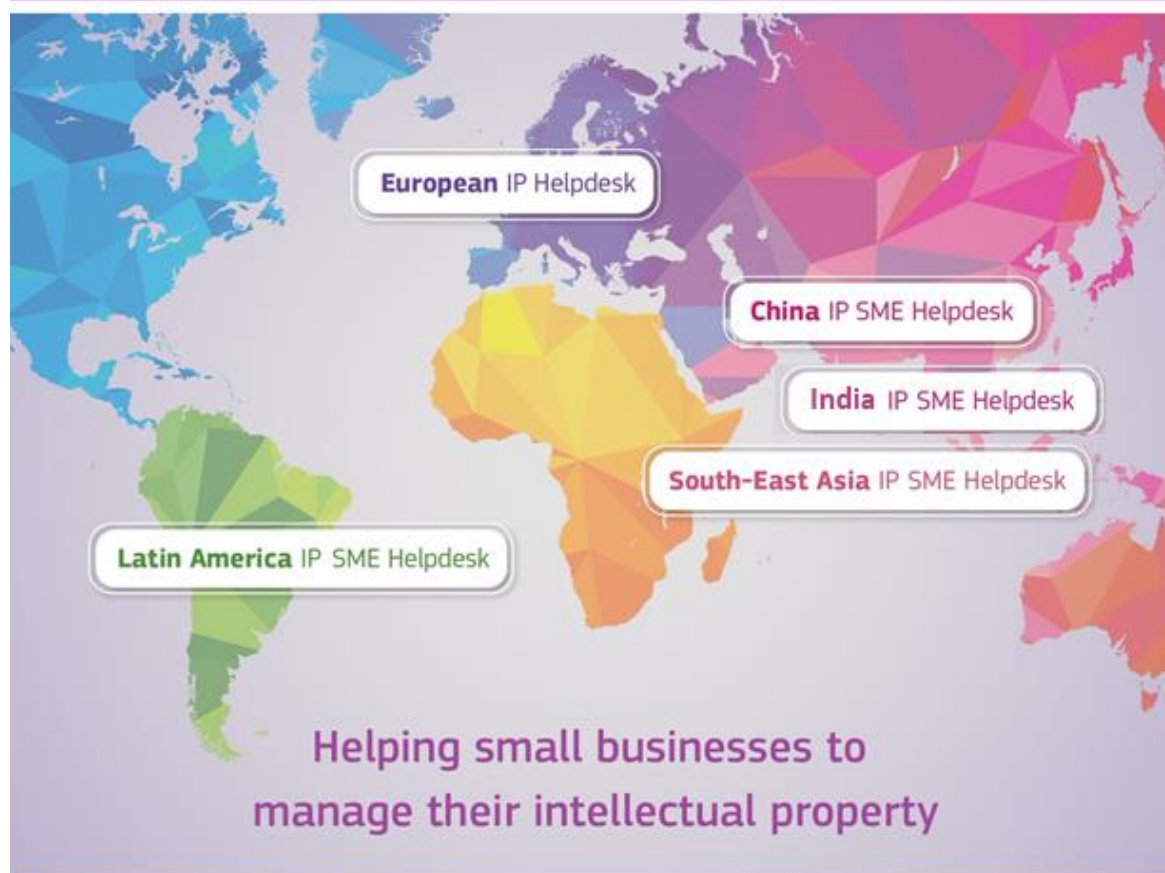 European IP Helpdesk
China IP SME Helpdesk
India IP SME Helpdesk
South-East Asia IP SME Helpdesk
Latin America IP SME Helpdesk
Helping small businesses to
manage their intellectual property